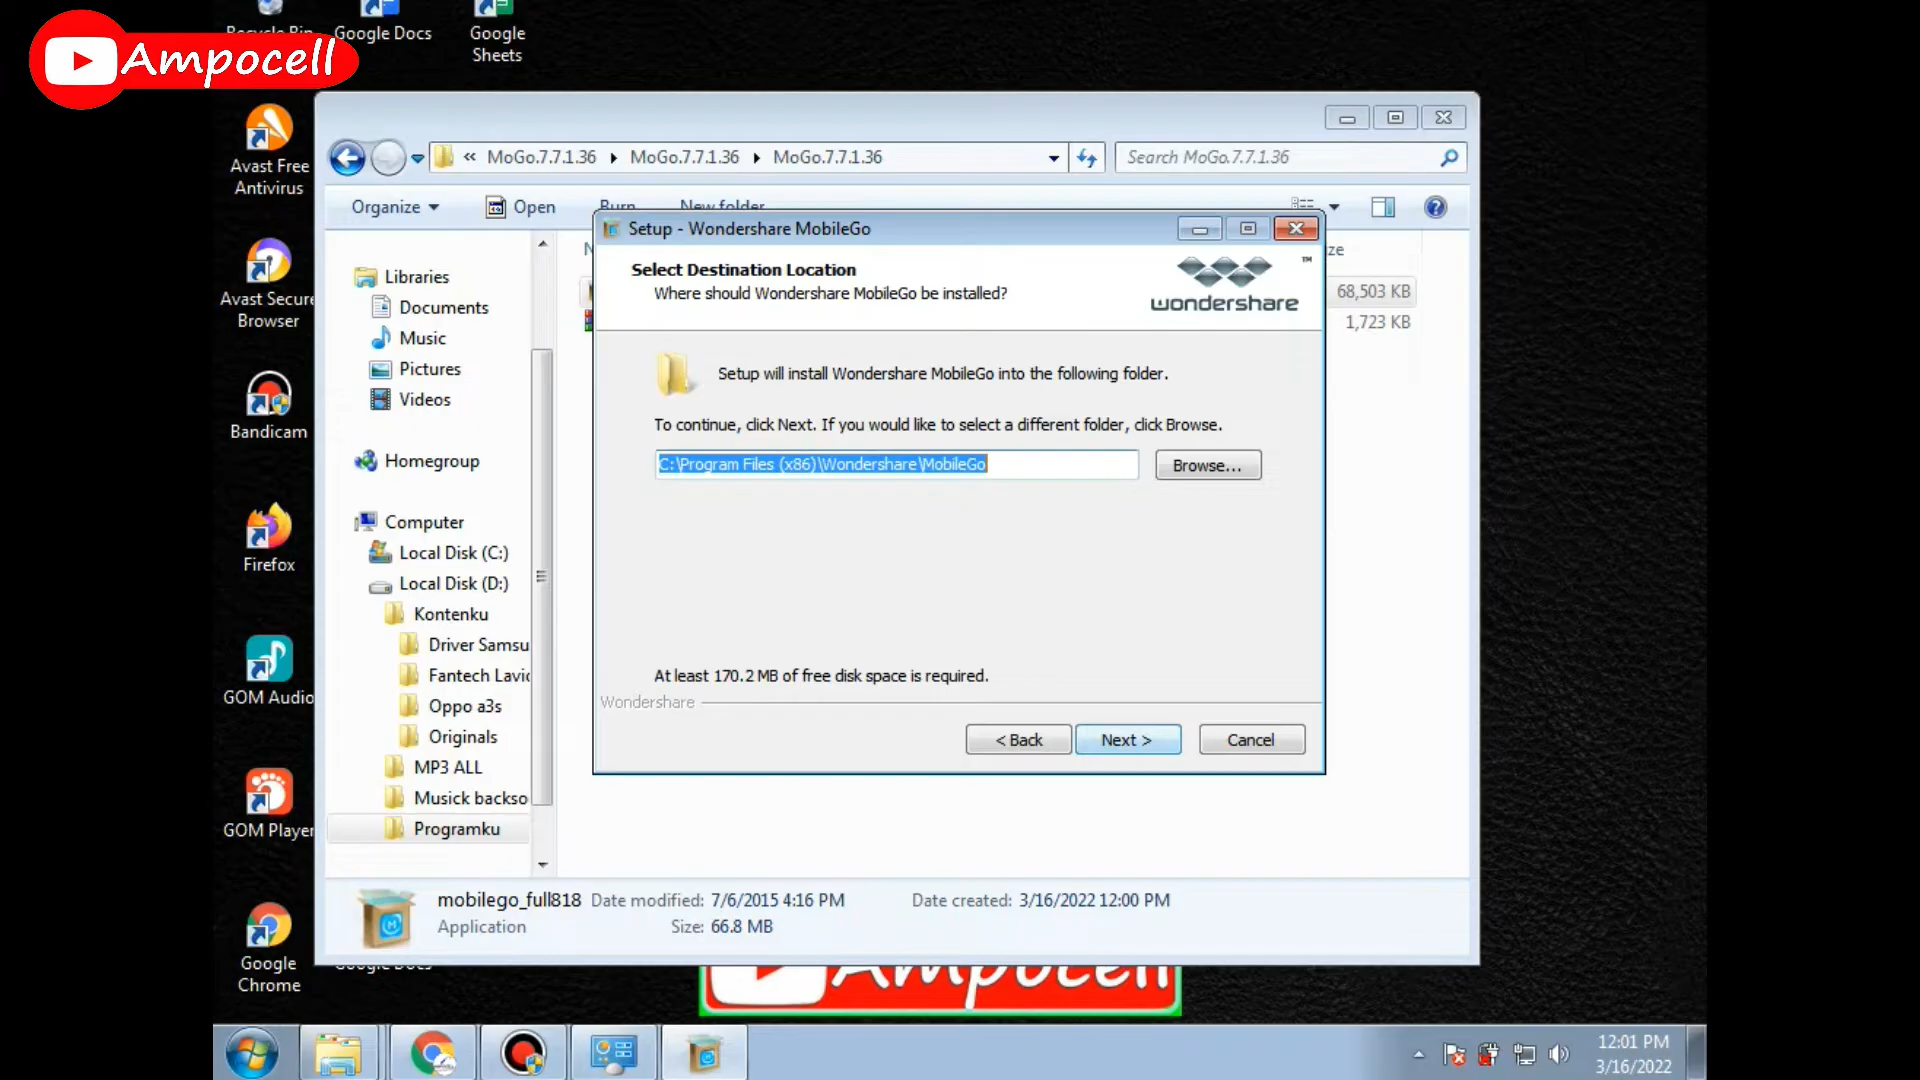 Google Docs
Google
Sheets
Ampocell
Avast Free
Antivirus
Avast Secure
Browser
Bandicam
Firefox
GOM Audio
GOM Player
Google
Chrome
« MoGo.7.7.1.36 MoGo.7.7.1.36 MoGo.7.7.1.36
Search MoGo.7.7.1.36
Organize Open Burn New folder
Libraries
Documents
Music
Pictures
Videos
Homegroup
Computer
Local Disk (C:)
Local Disk (D:)
Kontenku
Driver Samsu
Fantech Lavi
Oppo a3s
Originals
MP3 ALL
Musick backso
Programku
68,503 KB
1,723 KB
Setup - Wondershare MobileGo
Select Destination Location
Where should Wondershare MobileGo be installed?
wondershare ™
Setup will install Wondershare MobileGo into the following folder.
To continue, click Next. If you would like to select a different folder, click Browse.
C:\Program Files (x86)\Wondershare\MobileGo
Browse...
At least 170.2 MB of free disk space is required.
Wondershare
< Back Next > Cancel
mobilego_full818 Date modified: 7/6/2015 4:16 PM Date created: 3/16/2022 12:00 PM
Application Size: 66.8 MB
Ampocell
12:01 PM
3/16/2022